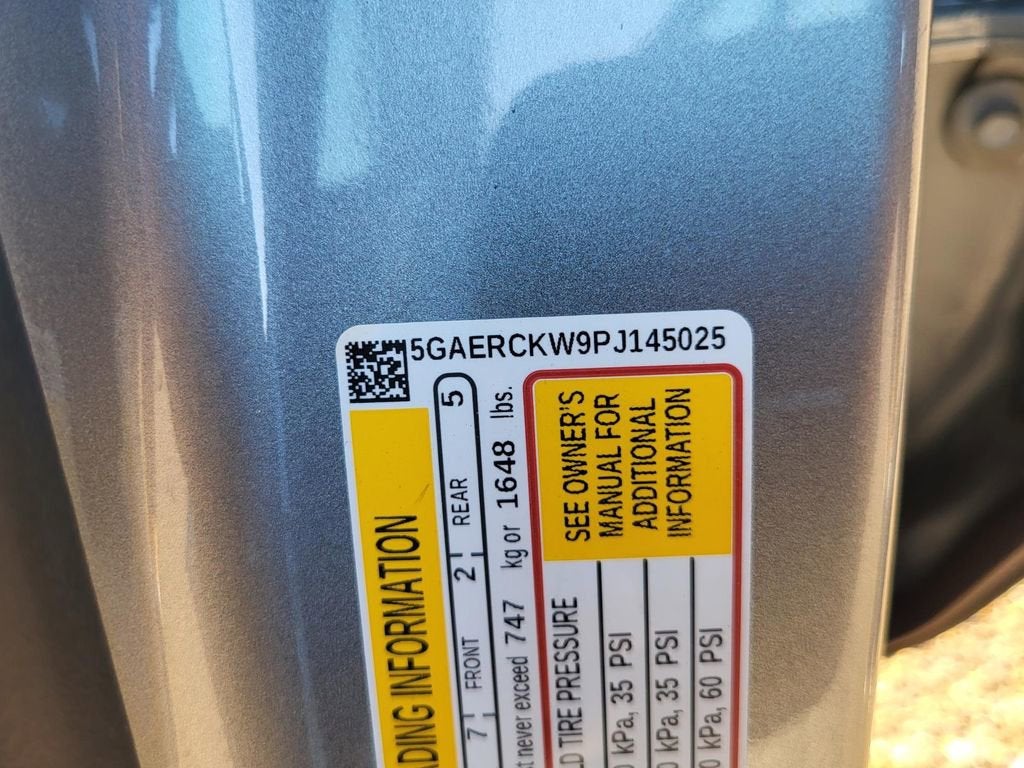 5GAERCKW9PJ145025
ADING INFORMATION
7 FRONT 2 REAR 5
never exceed 747 kg or 1648 lbs.
TIRE PRESSURE
SEE OWNER'S
MANUAL FOR
ADDITIONAL
INFORMATION
kPa, 35 PSI
kPa, 35 PSI
kPa, 60 PSI